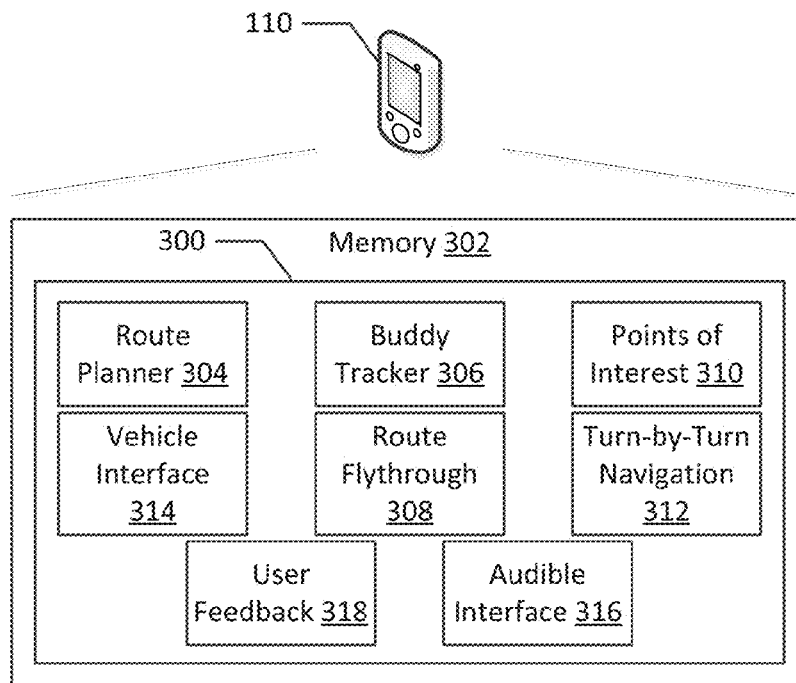 110
300
Memory 302
Route
Planner 304
Buddy
Tracker 306
Points of
Interest 310
Vehicle
Interface
314
Route
Flythrough
308
Turn-by-Turn
Navigation
312
User
Feedback 318
Audible
Interface 316